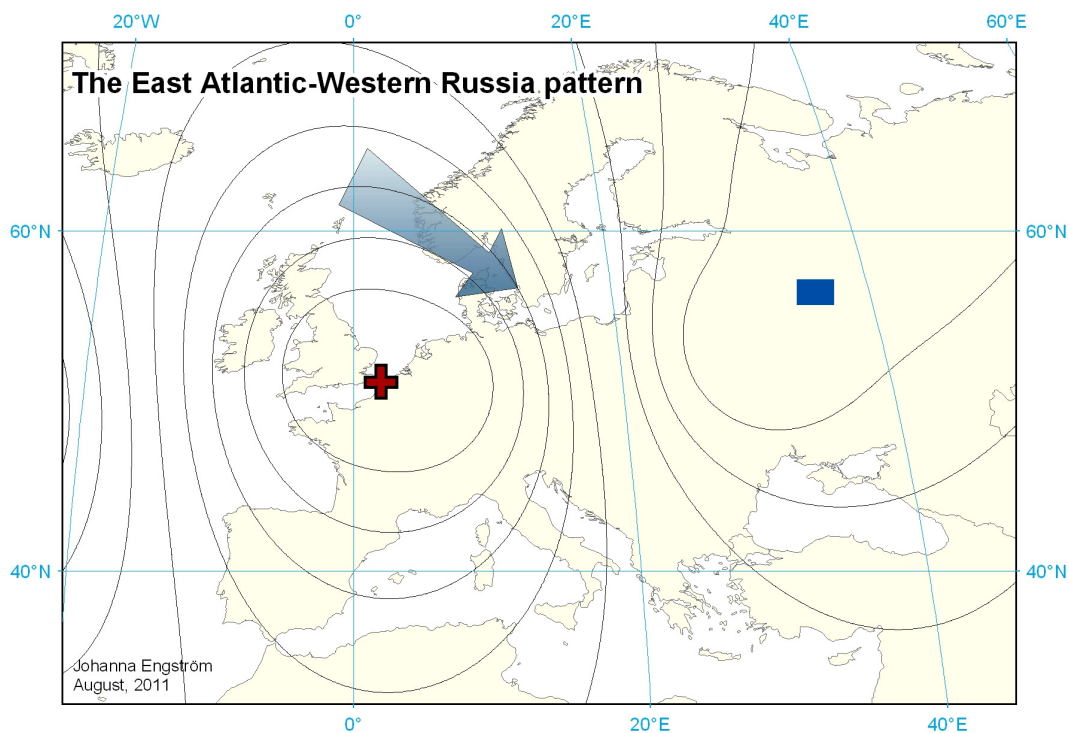 20°W 0° 20°E 40°E 60°E
The East Atlantic-Western Russia pattern
60°N 60°N
40°N 40°N
Johanna Engström
August, 2011
0° 20°E 40°E